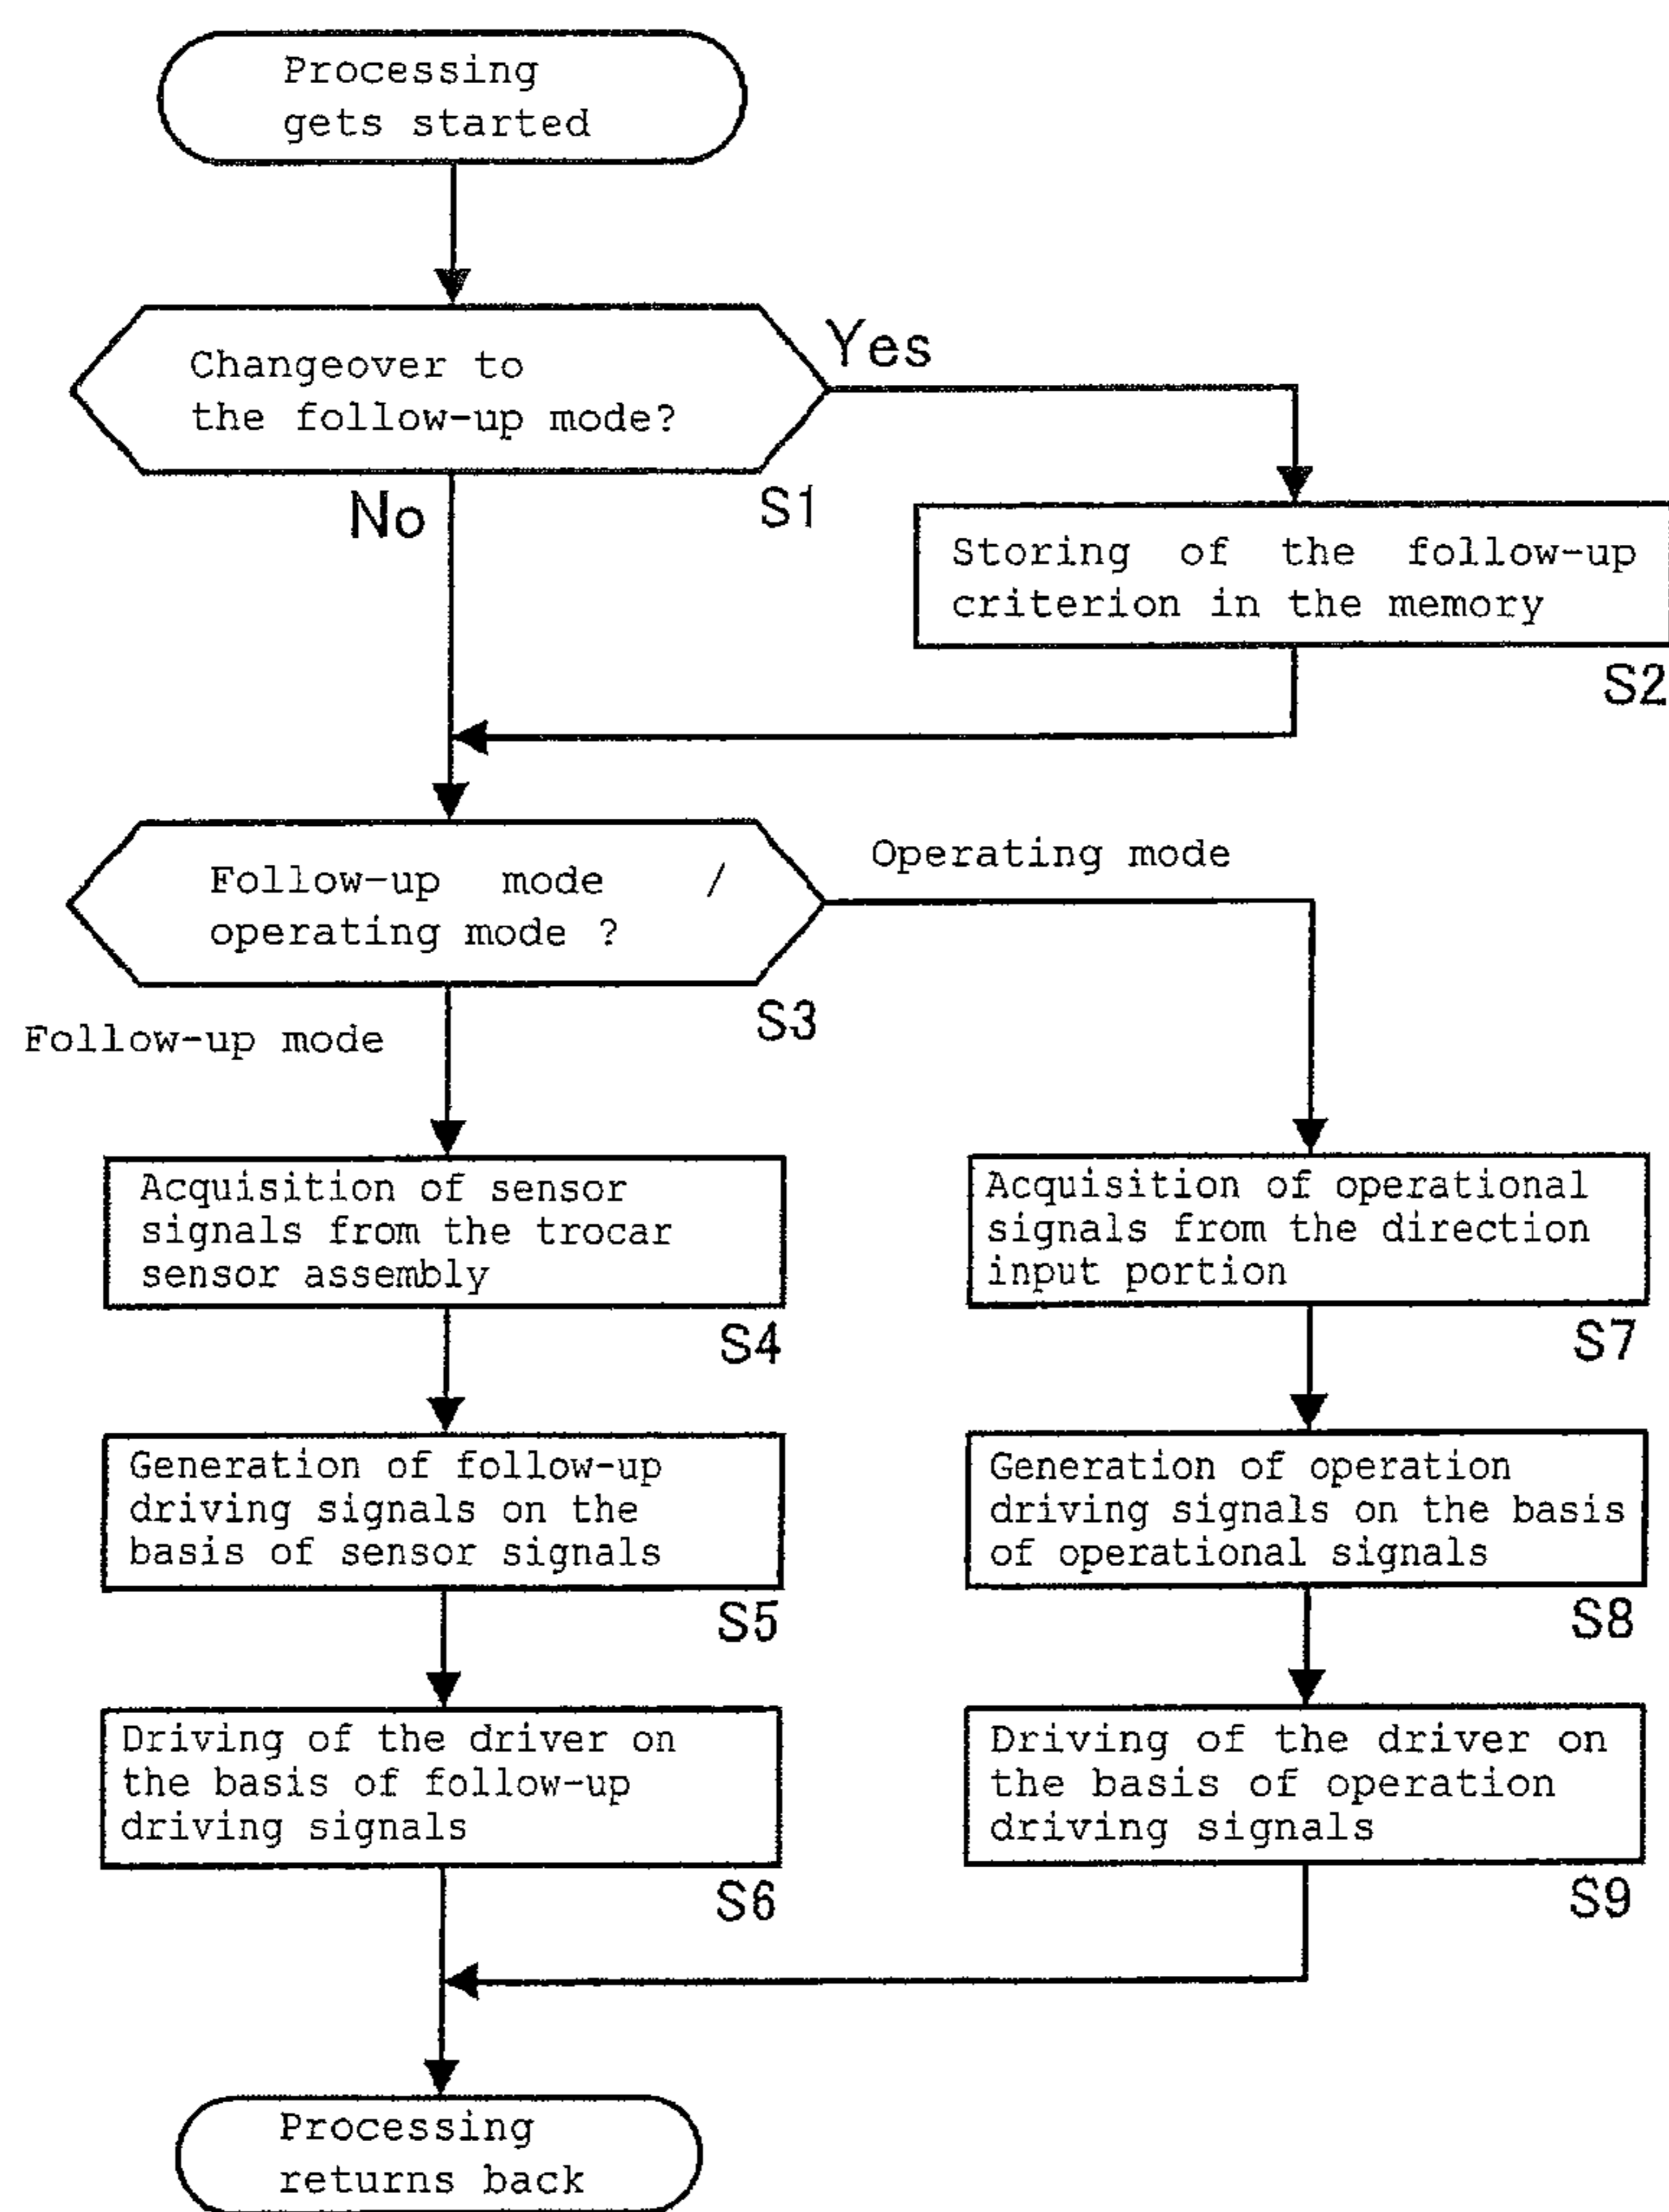 Processing
gets started
Changeover to
the follow-up mode?
Yes
No
S1
Storing of the follow-up
criterion in the memory
S2
Follow-up mode /
operating mode ?
Operating mode
S3
Follow-up mode
Acquisition of sensor
signals from the trocar
sensor assembly
S4
Generation of follow-up
driving signals on the
basis of sensor signals
S5
Driving of the driver on
the basis of follow-up
driving signals
S6
Acquisition of operational
signals from the direction
input portion
S7
Generation of operation
driving signals on the basis
of operational signals
S8
Driving of the driver on
the basis of operation
driving signals
S9
Processing
returns back